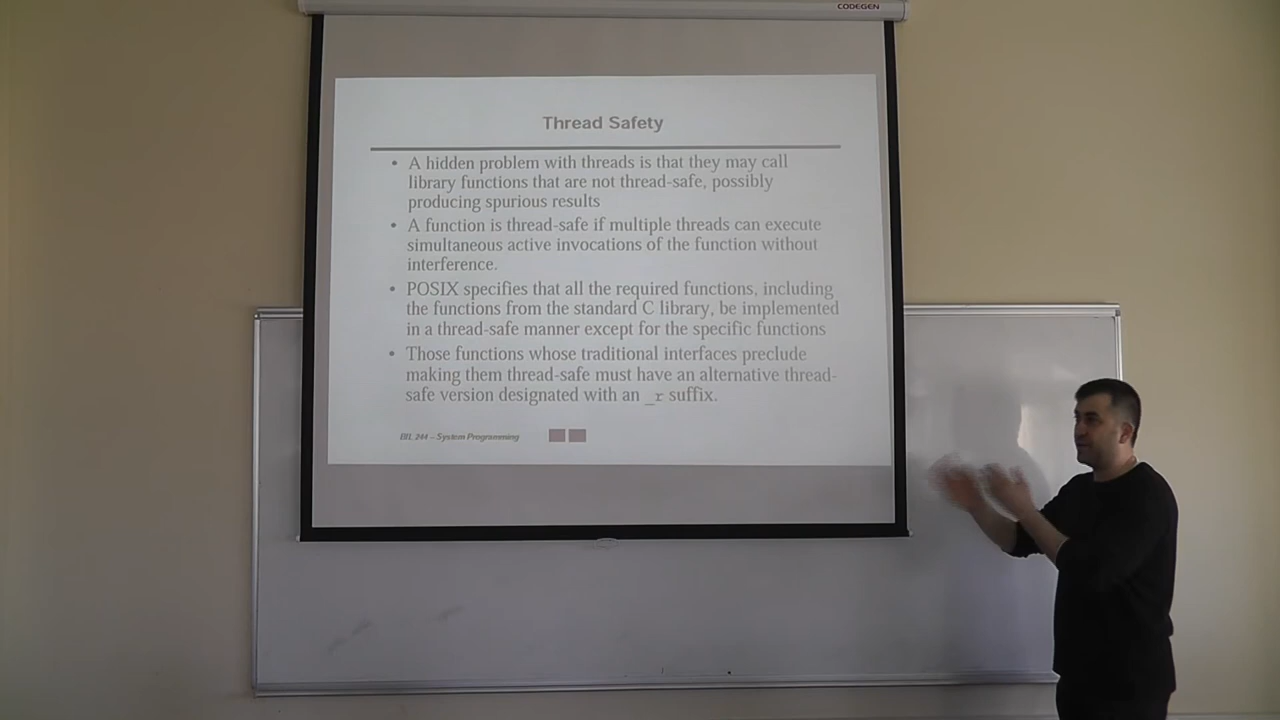 CODEGEN
Thread Safety
• A hidden problem with threads is that they may call
library functions that are not thread-safe, possibly
producing spurious results
• A function is thread-safe if multiple threads can execute
simultaneous active invocations of the function without
interference.
• POSIX specifies that all the required functions, including
the functions from the standard C library, be implemented
in a thread-safe manner except for the specific functions
• Those functions whose traditional interfaces preclude
making them thread-safe must have an alternative thread-
safe version designated with an _r suffix.
BIL 244 – System Programming